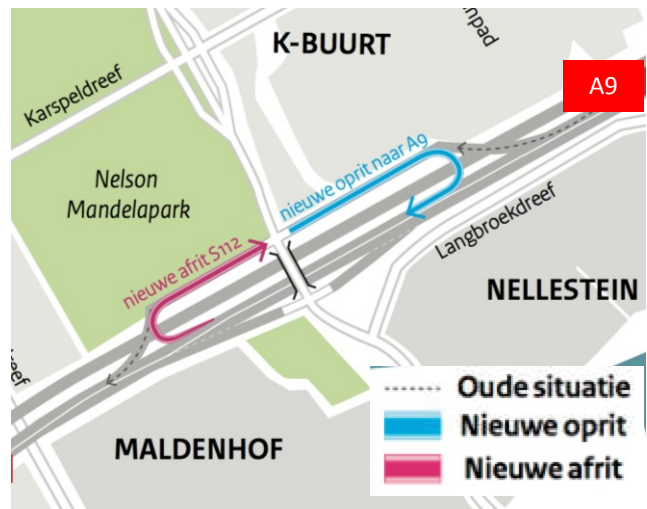 K-BUURT
A9
Karspeldreef
nieuwe oprit naar A9
Nelson
Mandelapark
Langbroekdreef
nieuwe afrit S112
NELLESTEIN
MALDENHOF
Oude situatie
Nieuwe oprit
Nieuwe afrit